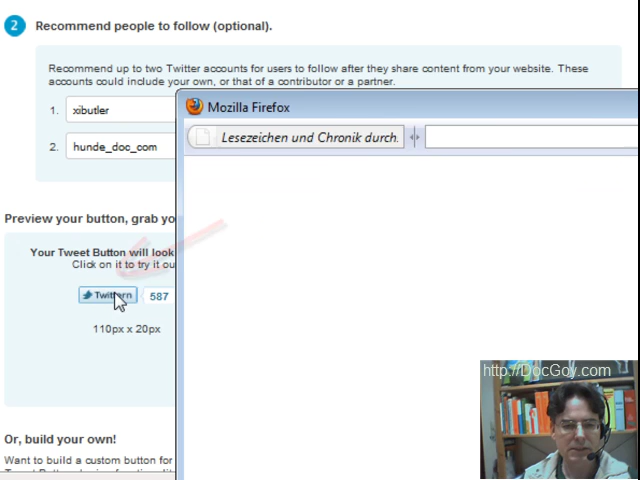 2 Recommend people to follow (optional).
Recommend up to two Twitter accounts for users to follow after they share content from your website. These
accounts could include your own, or that of a contributor or a partner.
1. xibutler
2. hunde_doc_com
Mozilla Firefox
Lesezeichen und Chronik durch.
Preview your button, grab yo
Your Tweet Button will look
Click on it to try it ou
Twittern 587
110px x 20px
http://DocGoy.com
Or, build your own!
Want to build a custom button for